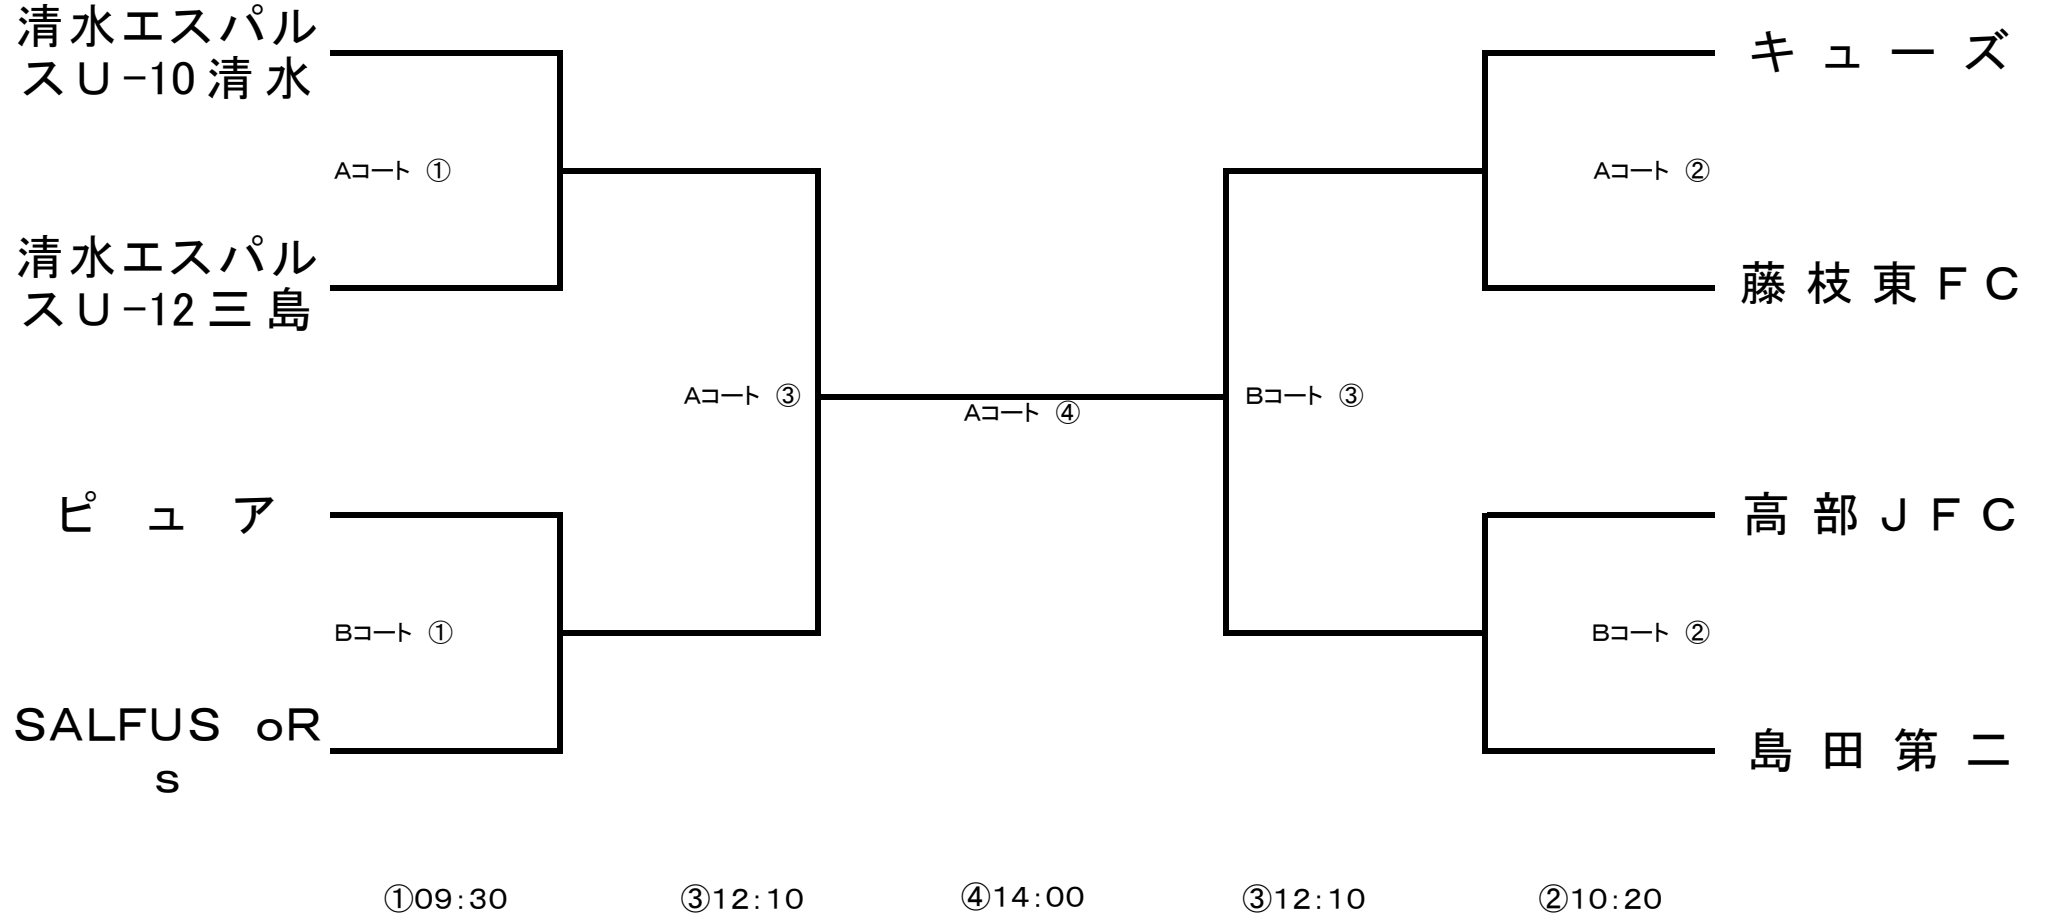 清水エスパル
スU-10清水
キューズ
Aコート ①
Aコート ②
清水エスパル
スU-12三島
藤枝東FC
Aコート ③
Aコート ④
Bコート ③
ピュア
高部JFC
Bコート ①
Bコート ②
SALFUS oR
s
島田第二
①09:30
③12:10
④14:00
③12:10
②10:20